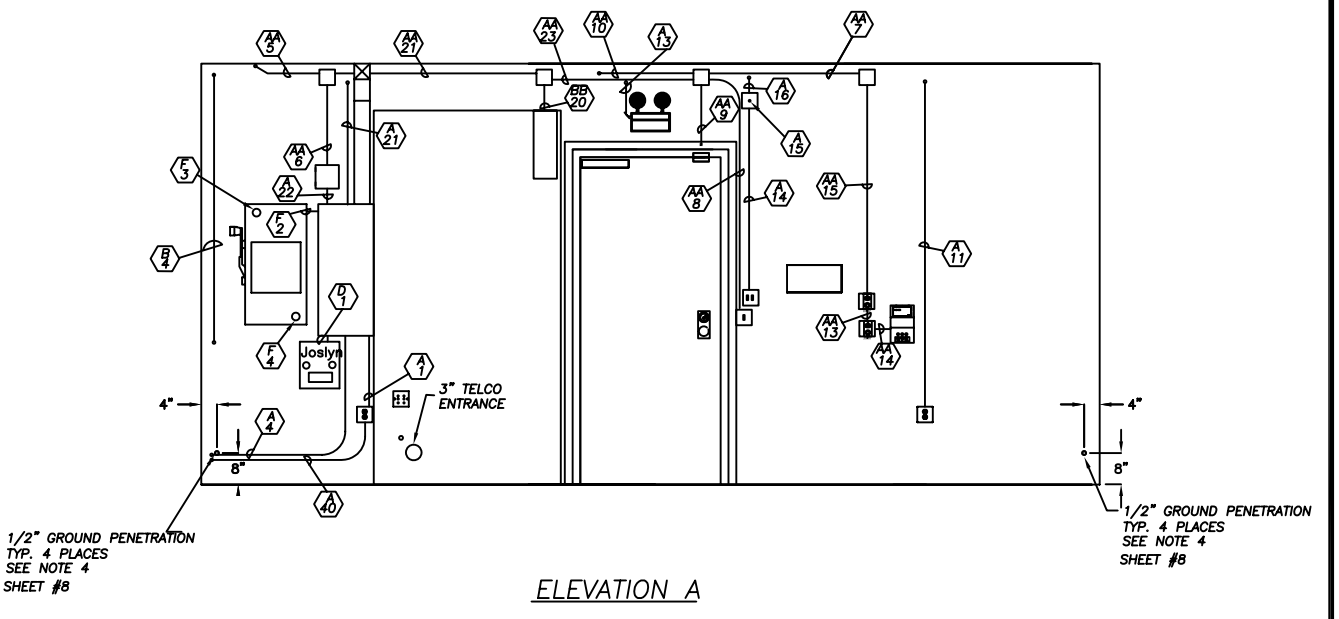 AA
5
AA
21
AA
23
AA
10
A
13
AA
7
BB
20
A
16
AA
9
A
15
A
21
AA
6
A
22
F
3
F
2
AA
8
A
14
AA
15
B
4
A
11
D
1
Joslyn
AA
13
AA
14
F
4
A
1
3" TELCO
ENTRANCE
4"
4"
A
4
8"
8"
A
40
1/2" GROUND PENETRATION
TYP. 4 PLACES
SEE NOTE 4
SHEET #8
1/2" GROUND PENETRATION
TYP. 4 PLACES
SEE NOTE 4
SHEET #8
ELEVATION A